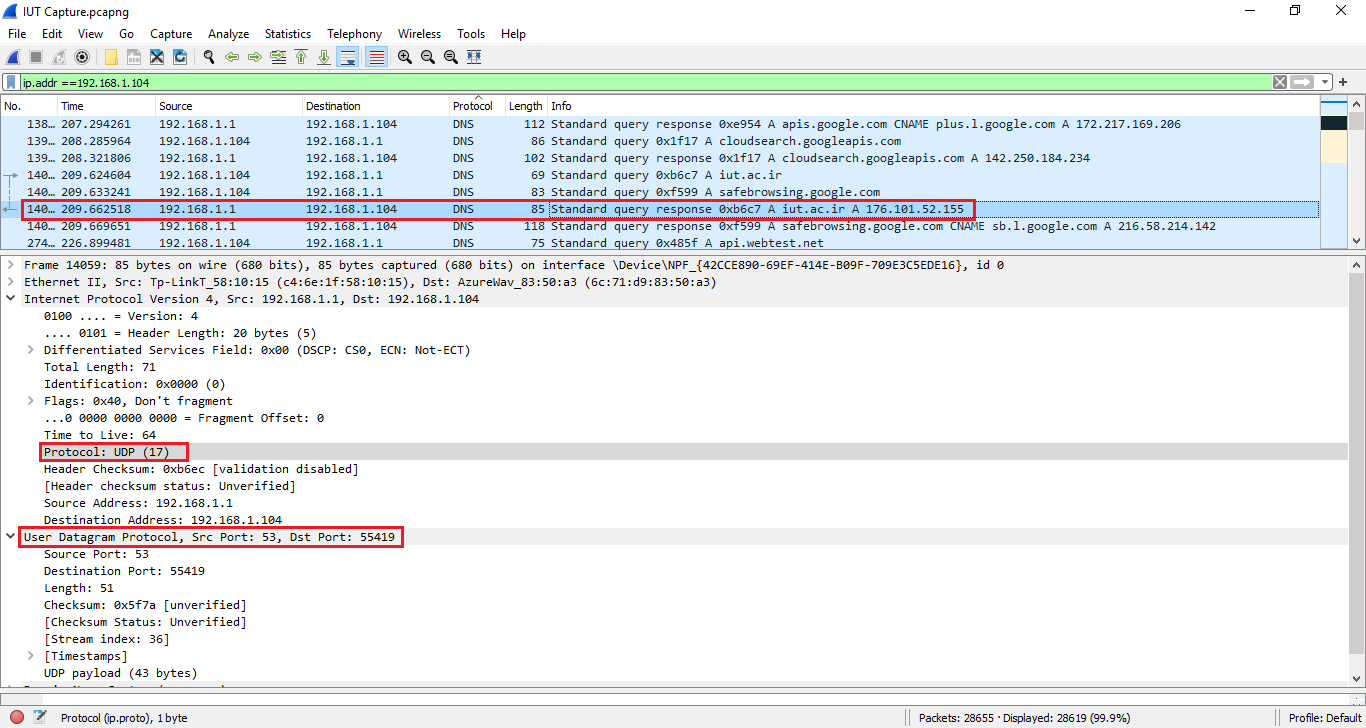 IUT Capture.pcapng
File Edit View Go Capture Analyze Statistics Telephony Wireless Tools Help
ip.addr ==192.168.1.104
No. Time Source Destination Protocol Length Info
138… 207.294261 192.168.1.1 192.168.1.104 DNS 112 Standard query response 0xe954 A apis.google.com CNAME plus.l.google.com A 172.217.169.206
139… 208.285964 192.168.1.104 192.168.1.1 DNS 86 Standard query 0x1f17 A cloudsearch.googleapis.com
139… 208.321806 192.168.1.1 192.168.1.104 DNS 102 Standard query response 0x1f17 A cloudsearch.googleapis.com A 142.250.184.234
140… 209.624604 192.168.1.104 192.168.1.1 DNS 69 Standard query 0xb6c7 A iut.ac.ir
140… 209.633241 192.168.1.104 192.168.1.1 DNS 83 Standard query 0xf599 A safebrowsing.google.com
140… 209.662518 192.168.1.1 192.168.1.104 DNS 85 Standard query response 0xb6c7 A iut.ac.ir A 176.101.52.155
140… 209.669651 192.168.1.1 192.168.1.104 DNS 118 Standard query response 0xf599 A safebrowsing.google.com CNAME sb.l.google.com A 216.58.214.142
274… 226.899481 192.168.1.104 192.168.1.1 DNS 75 Standard query 0x485f A api.webtest.net
Frame 14059: 85 bytes on wire (680 bits), 85 bytes captured (680 bits) on interface \Device\NPF_{42CCE890-69EF-414E-B09F-709E3C5EDE16}, id 0
Ethernet II, Src: Tp-LinkT_58:10:15 (c4:6e:1f:58:10:15), Dst: AzureWav_83:50:a3 (6c:71:d9:83:50:a3)
Internet Protocol Version 4, Src: 192.168.1.1, Dst: 192.168.1.104
0100 .... = Version: 4
.... 0101 = Header Length: 20 bytes (5)
Differentiated Services Field: 0x00 (DSCP: CS0, ECN: Not-ECT)
Total Length: 71
Identification: 0x0000 (0)
Flags: 0x40, Don't fragment
...0 0000 0000 0000 = Fragment Offset: 0
Time to Live: 64
Protocol: UDP (17)
Header Checksum: 0xb6ec [validation disabled]
[Header checksum status: Unverified]
Source Address: 192.168.1.1
Destination Address: 192.168.1.104
User Datagram Protocol, Src Port: 53, Dst Port: 55419
Source Port: 53
Destination Port: 55419
Length: 51
Checksum: 0x5f7a [unverified]
[Checksum Status: Unverified]
[Stream index: 36]
[Timestamps]
UDP payload (43 bytes)
Protocol (ip.proto), 1 byte Packets: 28655 · Displayed: 28619 (99.9%) Profile: Default